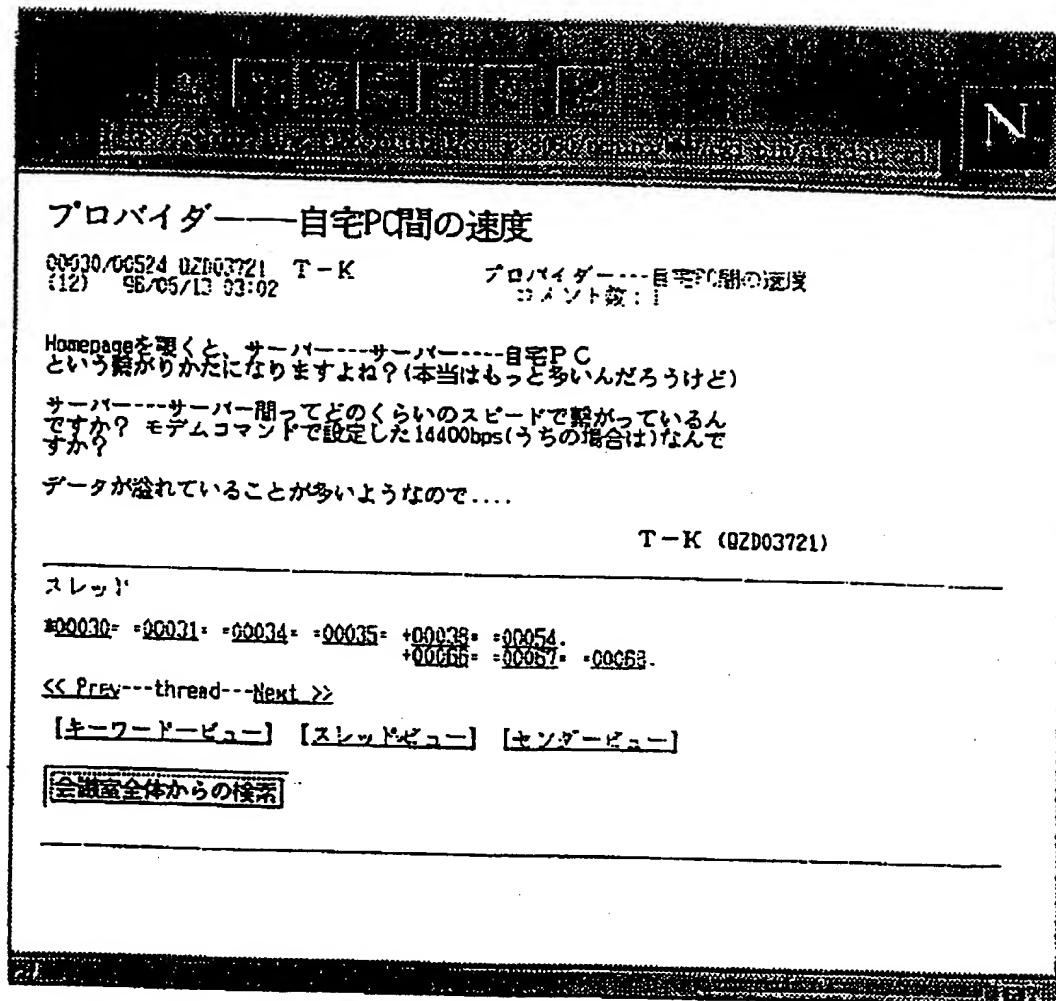 N
プロバイダー——自宅PC間の速度
00030/00524 QZD03721 T-K プロバイダー---自宅PC間の速度
(12) 96/05/13 03:02 コメント数:1
Homepageを覗くと、サーバー---サーバー----自宅PC
という繋がりかたになりますよね?(本当はもっと多いんだろうけど)
サーバー---サーバー間ってどのくらいのスピードで繋がっているん
ですか? モデムコマンドで設定した14400bps(うちの場合は)なんで
すか?
データが溢れていることが多いようなので....
T-K (QZD03721)
スレッド
*00030= =00031= =00034= =00035= +00038= =00054.
+00066= =00067= =00068.
<< Prev---thread---Next >>
[キーワードービュー] [スレッドビュー] [センダービュー]
会議室全体からの検索